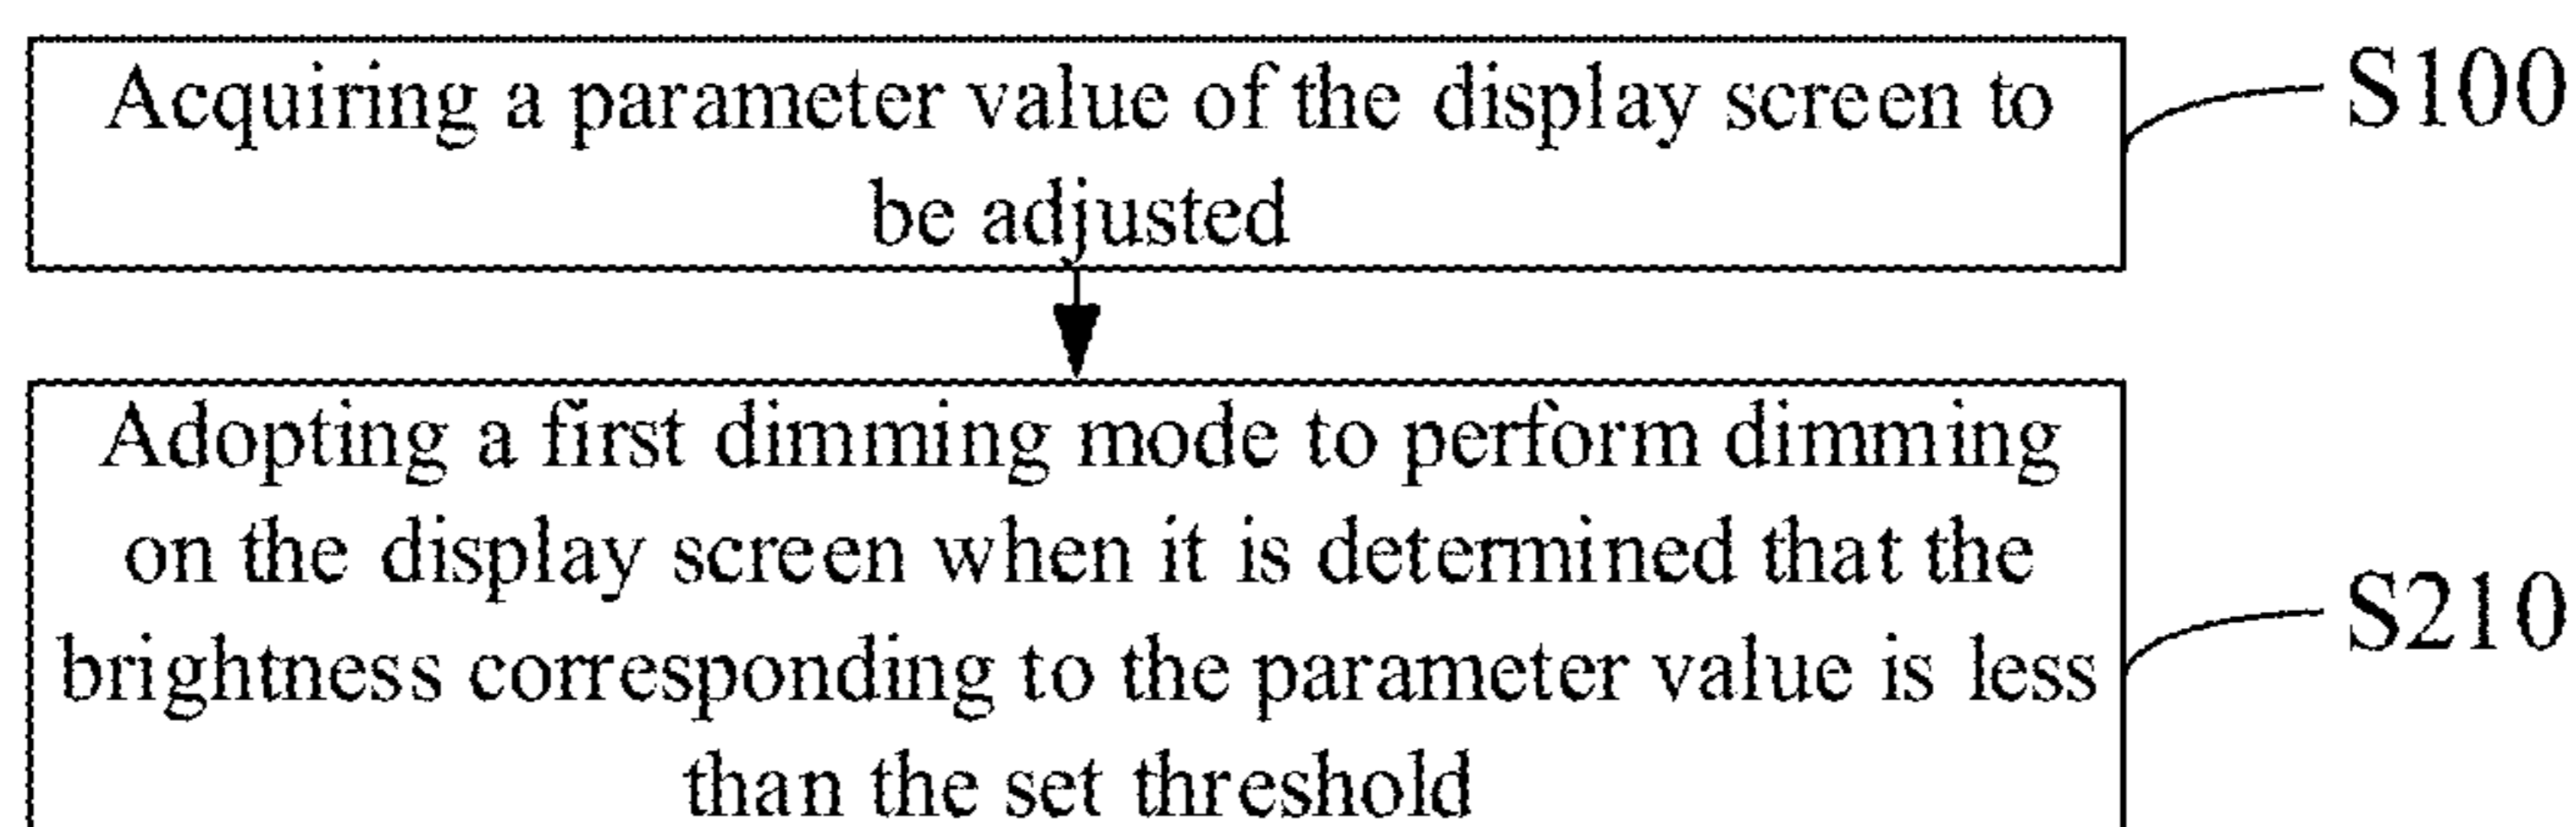 Acquiring a parameter value of the display screen to
be adjusted
S100
Adopting a first dimming mode to perform dimming
on the display screen when it is determined that the
brightness corresponding to the parameter value is less
than the set threshold
S210